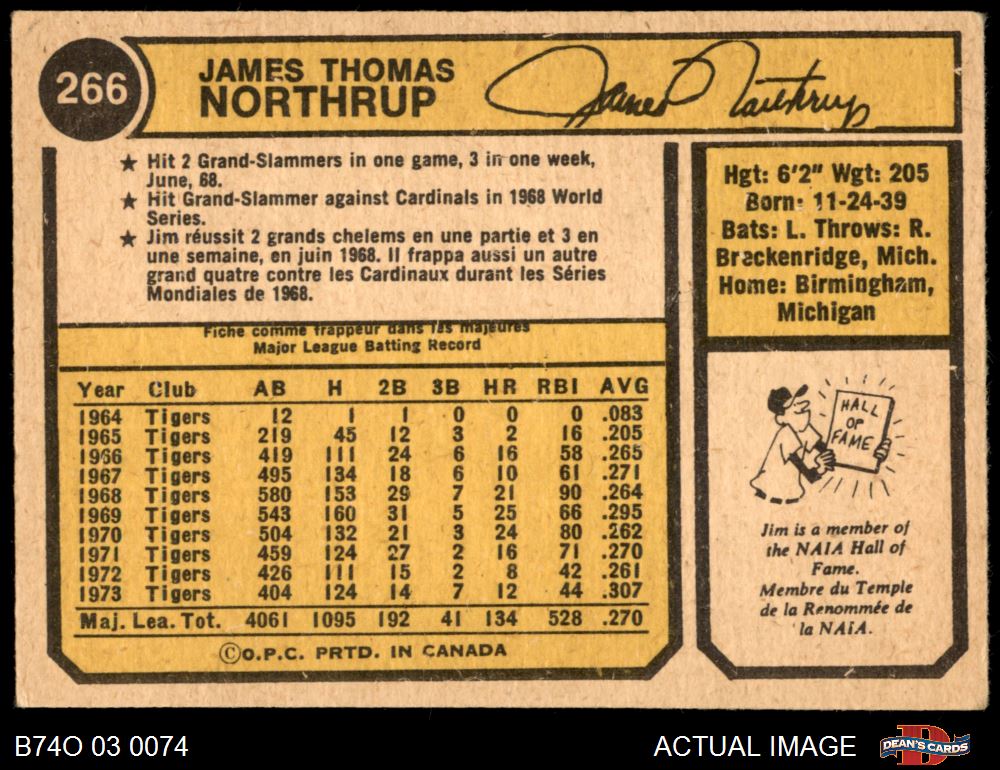 266
JAMES THOMAS
NORTHRUP
James Northrup
★ Hit 2 Grand-Slammers in one game, 3 in one week,
June, 68.
★ Hit Grand-Slammer against Cardinals in 1968 World
Series.
★ Jim réussit 2 grands chelems en une partie et 3 en
une semaine, en juin 1968. Il frappa aussi un autre
grand quatre contre les Cardinaux durant les Séries
Mondiales de 1968.
Fiche comme frappeur dans les majeures
Major League Batting Record
Year Club AB H 2B 3B HR RBI AVG
1964 Tigers 12 1 1 0 0 0 .083
1965 Tigers 219 45 12 3 2 16 .205
1966 Tigers 419 111 24 6 16 58 .265
1967 Tigers 495 134 18 6 10 61 .271
1968 Tigers 580 153 29 7 21 90 .264
1969 Tigers 543 160 31 5 25 66 .295
1970 Tigers 504 132 21 3 24 80 .262
1971 Tigers 459 124 27 2 16 71 .270
1972 Tigers 426 111 15 2 8 42 .261
1973 Tigers 404 124 14 7 12 44 .307
Maj. Lea. Tot. 4061 1095 192 41 134 528 .270
©O.P.C. PRTD. IN CANADA
Hgt: 6'2" Wgt: 205
Born: 11-24-39
Bats: L. Throws: R.
Breckenridge, Mich.
Home: Birmingham,
Michigan
HALL
OF
FAME
Jim is a member of
the NAIA Hall of
Fame.
Membre du Temple
de la Renommée de
la NAIA.
B74O 03 0074
ACTUAL IMAGE
DEAN'S CARDS